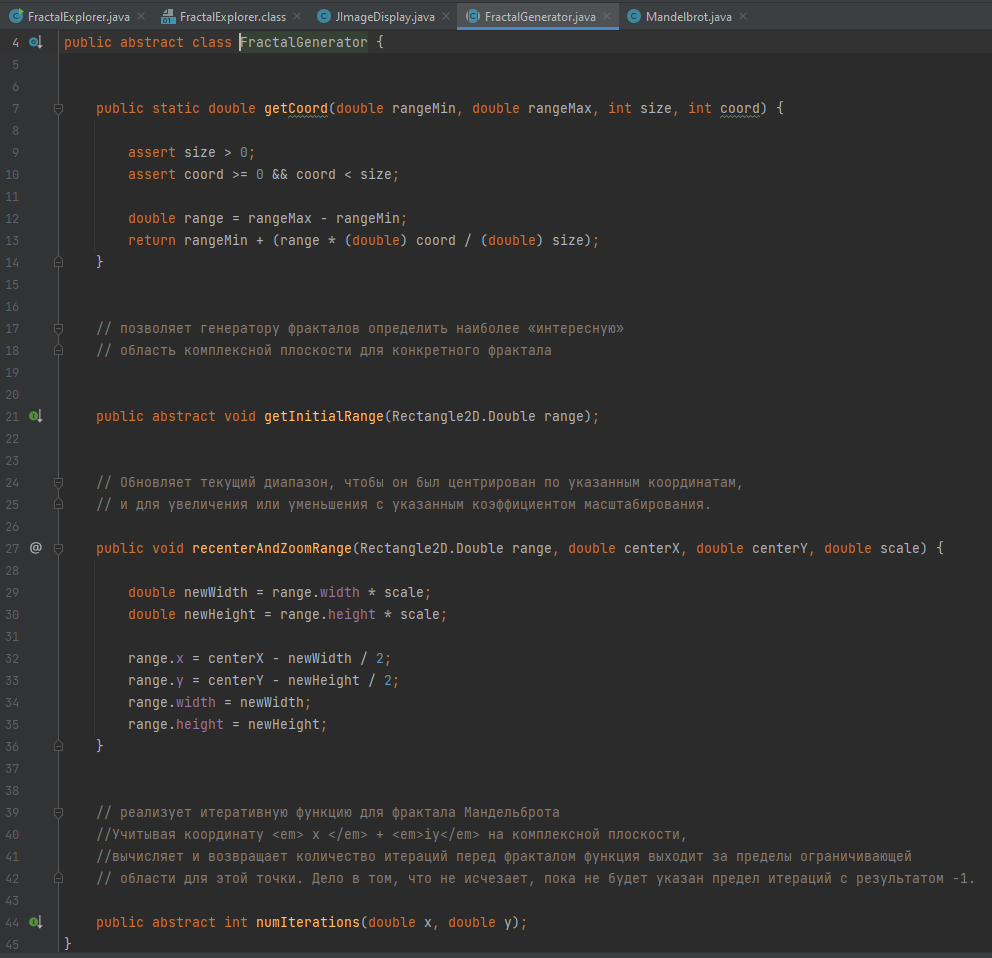 FractalExplorer.java FractalExplorer.class JImageDisplay.java FractalGenerator.java Mandelbrot.java
4 public abstract class FractalGenerator {
5
6
7 public static double getCoord(double rangeMin, double rangeMax, int size, int coord) {
8
9 assert size > 0;
10 assert coord >= 0 && coord < size;
11
12 double range = rangeMax - rangeMin;
13 return rangeMin + (range * (double) coord / (double) size);
14 }
15
16
17 // позволяет генератору фракталов определить наиболее «интересную»
18 // область комплексной плоскости для конкретного фрактала
19
20
21 public abstract void getInitialRange(Rectangle2D.Double range);
22
23
24 // Обновляет текущий диапазон, чтобы он был центрирован по указанным координатам,
25 // и для увеличения или уменьшения с указанным коэффициентом масштабирования.
26
27 @ public void recenterAndZoomRange(Rectangle2D.Double range, double centerX, double centerY, double scale) {
28
29 double newWidth = range.width * scale;
30 double newHeight = range.height * scale;
31
32 range.x = centerX - newWidth / 2;
33 range.y = centerY - newHeight / 2;
34 range.width = newWidth;
35 range.height = newHeight;
36 }
37
38
39 // реализует итеративную функцию для фрактала Мандельброта
40 //Учитывая координату <em> x </em> + <em>iy</em> на комплексной плоскости,
41 //вычисляет и возвращает количество итераций перед фракталом функция выходит за пределы ограничивающей
42 // области для этой точки. Дело в том, что не исчезает, пока не будет указан предел итераций с результатом -1.
43
44 public abstract int numIterations(double x, double y);
45 }